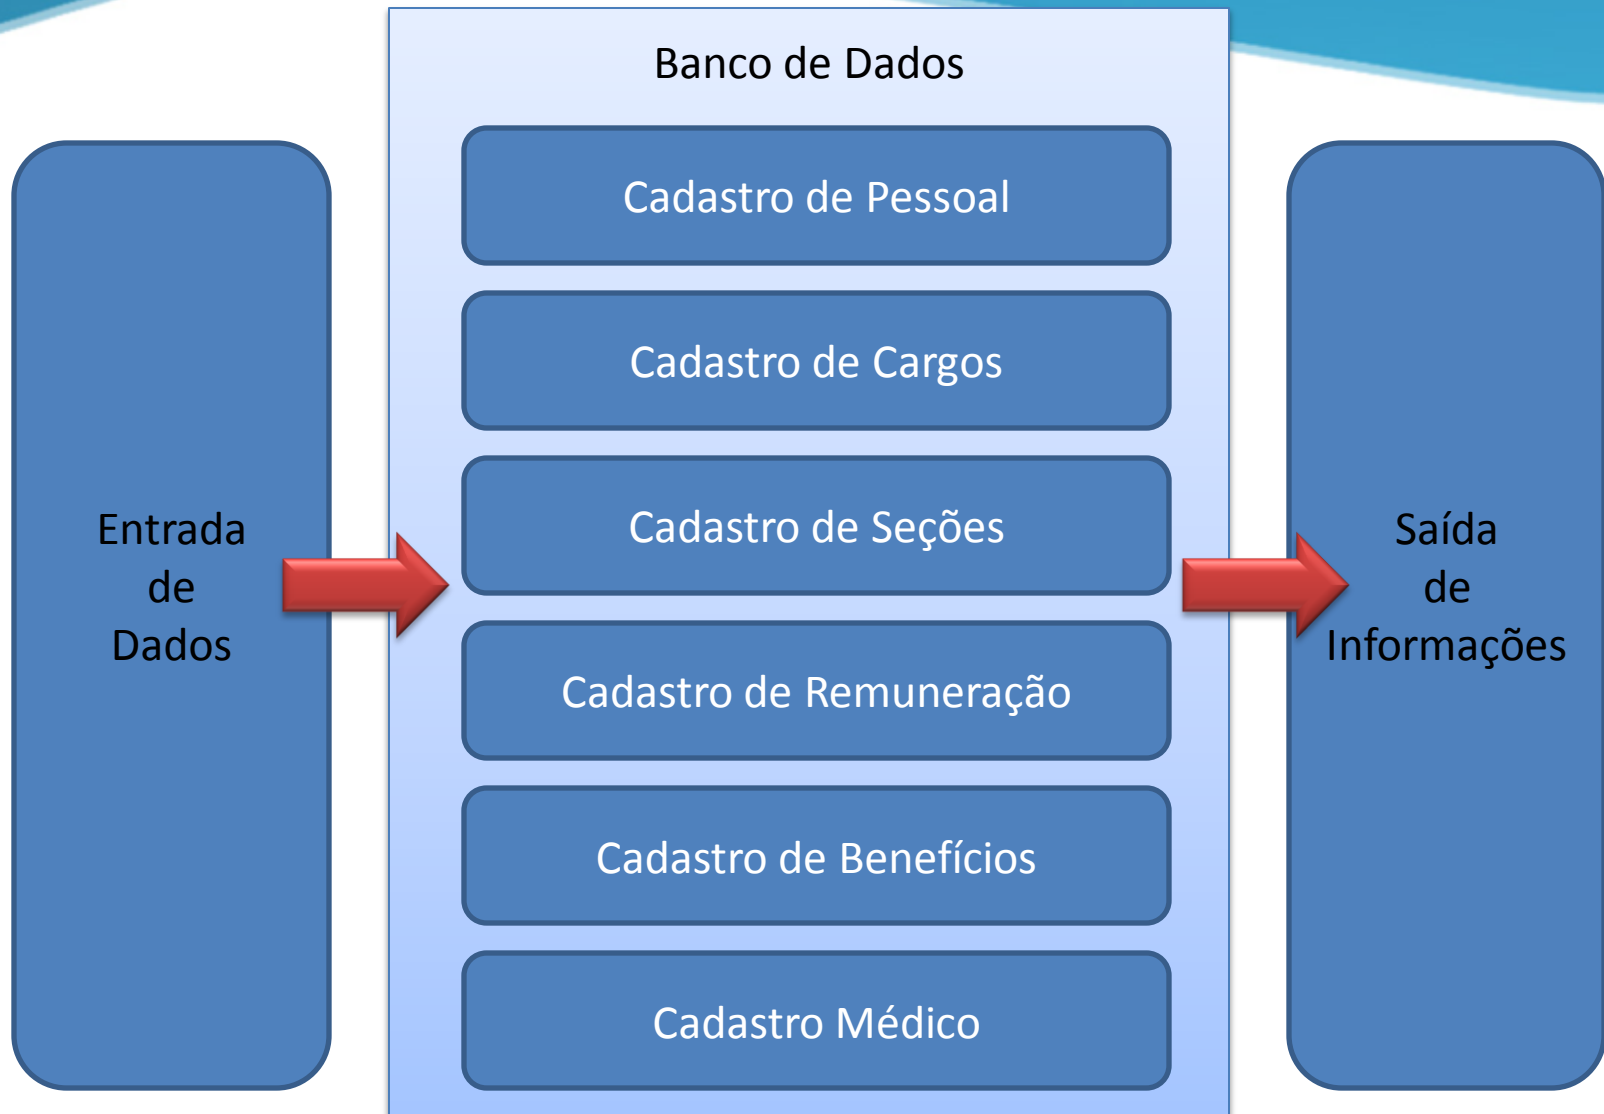 Banco de Dados
Entrada
de
Dados
Cadastro de Pessoal
Cadastro de Cargos
Cadastro de Seções
Cadastro de Remuneração
Cadastro de Benefícios
Cadastro Médico
Saída
de
Informações